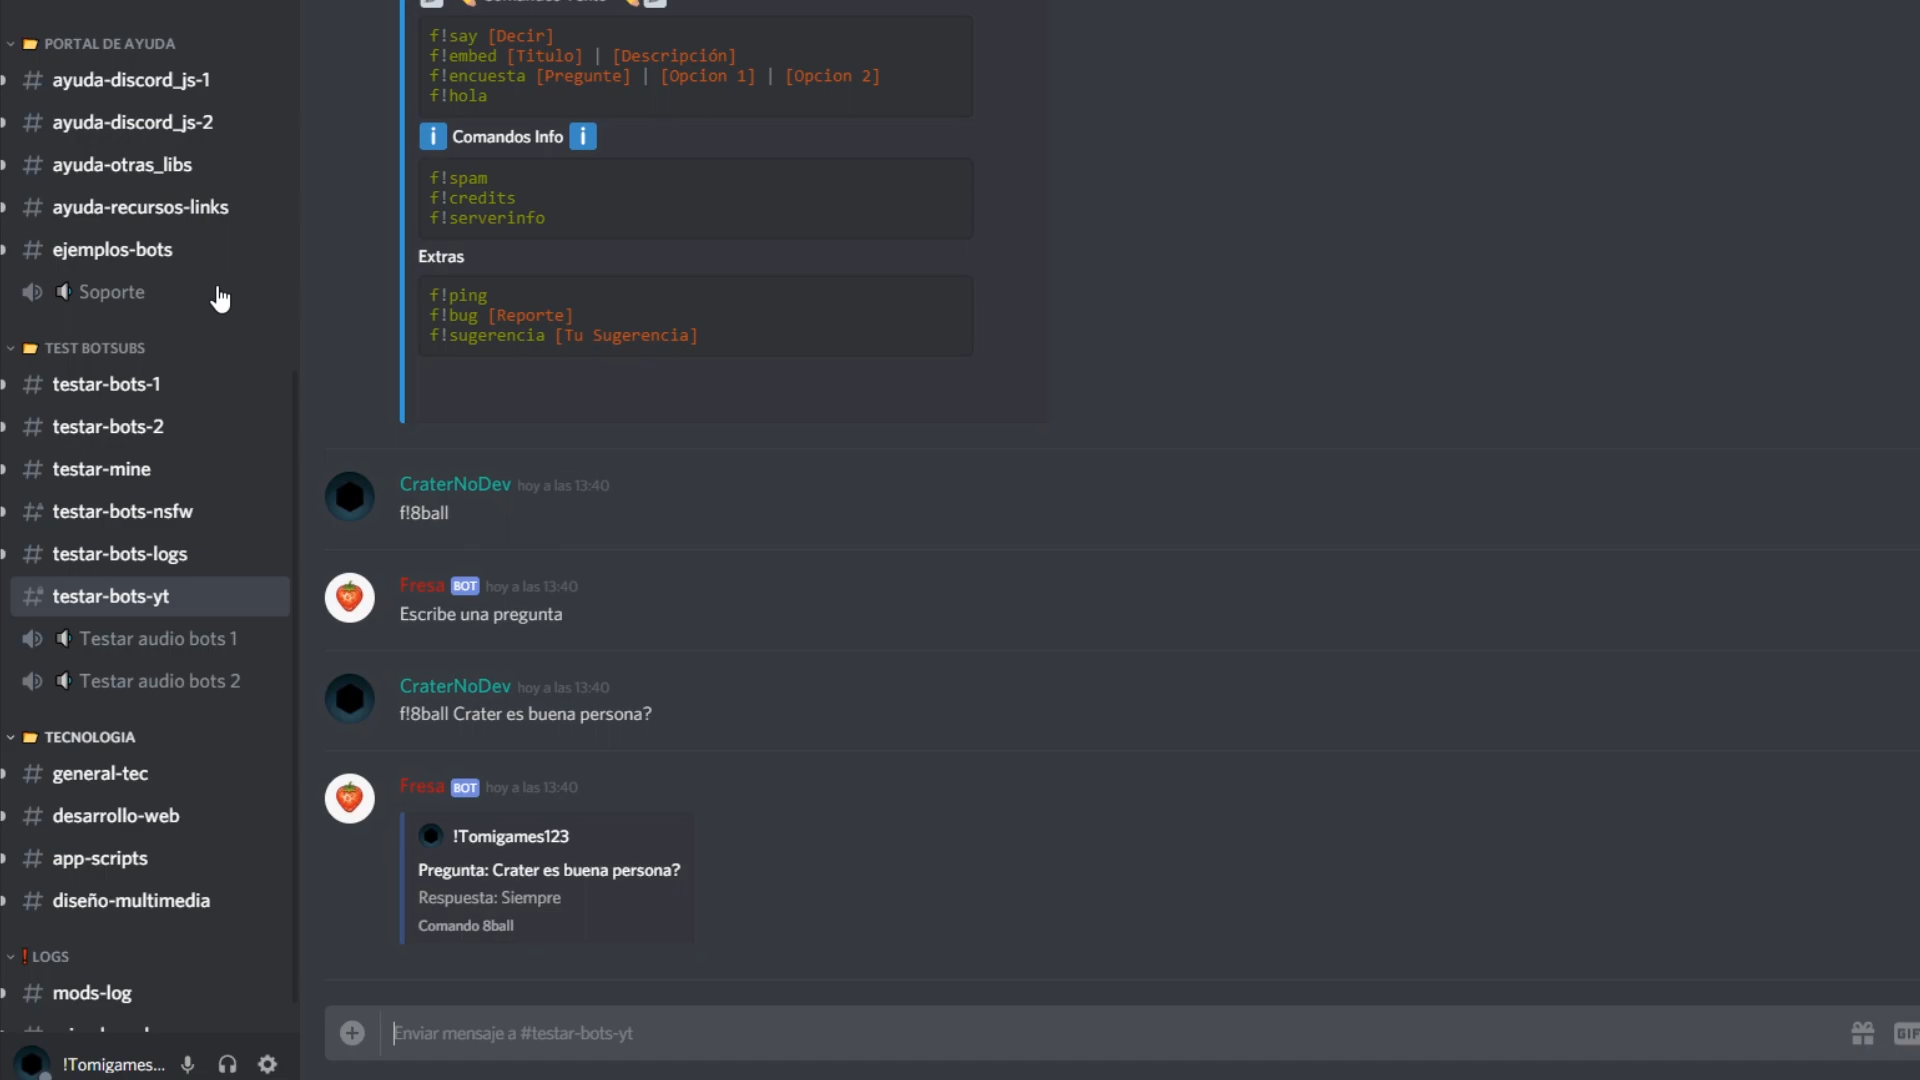 PORTAL DE AYUDA
ayuda-discord_js-1
ayuda-discord_js-2
ayuda-otras_libs
ayuda-recursos-links
ejemplos-bots
Soporte
TEST BOTSUBS
testar-bots-1
testar-bots-2
testar-mine
testar-bots-nsfw
testar-bots-logs
testar-bots-yt
Testar audio bots 1
Testar audio bots 2
TECNOLOGIA
general-tec
desarrollo-web
app-scripts
diseño-multimedia
LOGS
mods-log
!Tomigames...
f!say [Decir]
f!embed [Titulo] | [Descripción]
f!encuesta [Pregunte] | [Opcion 1] | [Opcion 2]
f!hola
Comandos Info
f!spam
f!credits
f!serverinfo
Extras
f!ping
f!bug [Reporte]
f!sugerencia [Tu Sugerencia]
CraterNoDev hoy a las 13:40
f!8ball
Fresa BOT hoy a las 13:40
Escribe una pregunta
CraterNoDev hoy a las 13:40
f!8ball Crater es buena persona?
Fresa BOT hoy a las 13:40
!Tomigames123
Pregunta: Crater es buena persona?
Respuesta: Siempre
Comando 8ball
Enviar mensaje a #testar-bots-yt
GIF